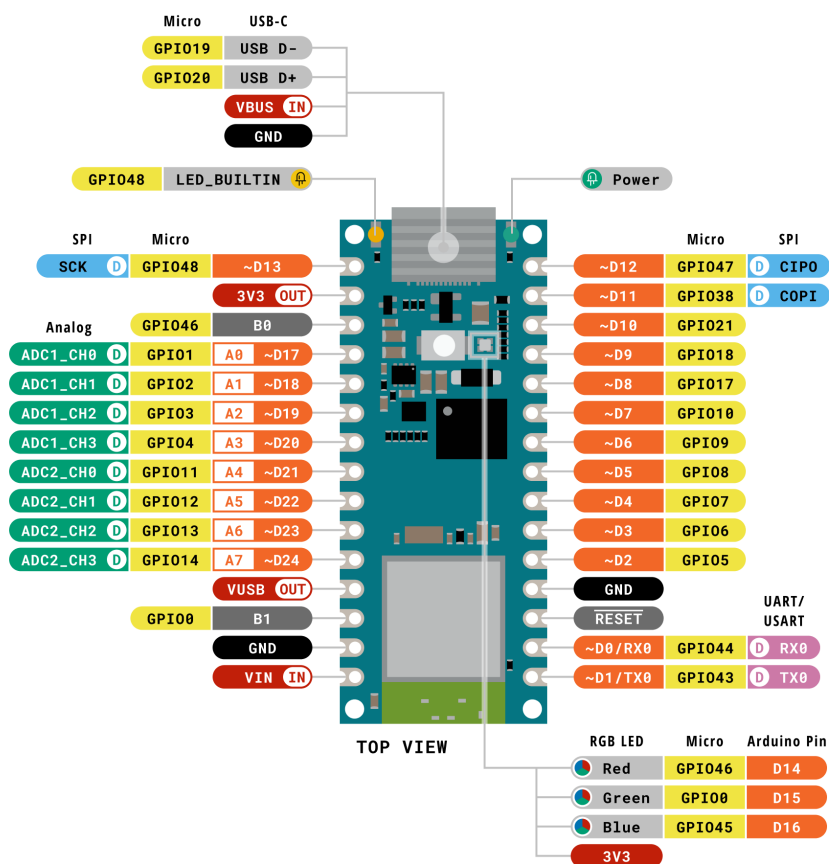 Micro USB-C
GPIO19 USB D-
GPIO20 USB D+
VBUS IN
GND
GPIO48 LED_BUILTIN
Power
SPI Micro
SCK D GPIO48 ~D13
3V3 OUT
Analog
GPIO46 B0
ADC1_CH0 D GPIO1 A0 ~D17
ADC1_CH1 D GPIO2 A1 ~D18
ADC1_CH2 D GPIO3 A2 ~D19
ADC1_CH3 D GPIO4 A3 ~D20
ADC2_CH0 D GPIO11 A4 ~D21
ADC2_CH1 D GPIO12 A5 ~D22
ADC2_CH2 D GPIO13 A6 ~D23
ADC2_CH3 D GPIO14 A7 ~D24
VUSB OUT
GPIO0 B1
GND
VIN IN
Micro SPI
~D12 GPIO47 D CIPO
~D11 GPIO38 D COPI
~D10 GPIO21
~D9 GPIO18
~D8 GPIO17
~D7 GPIO10
~D6 GPIO9
~D5 GPIO8
~D4 GPIO7
~D3 GPIO6
~D2 GPIO5
GND
RESET
UART/
USART
~D0/RX0 GPIO44 D RX0
~D1/TX0 GPIO43 D TX0
TOP VIEW
RGB LED Micro Arduino Pin
Red GPIO46 D14
Green GPIO0 D15
Blue GPIO45 D16
3V3